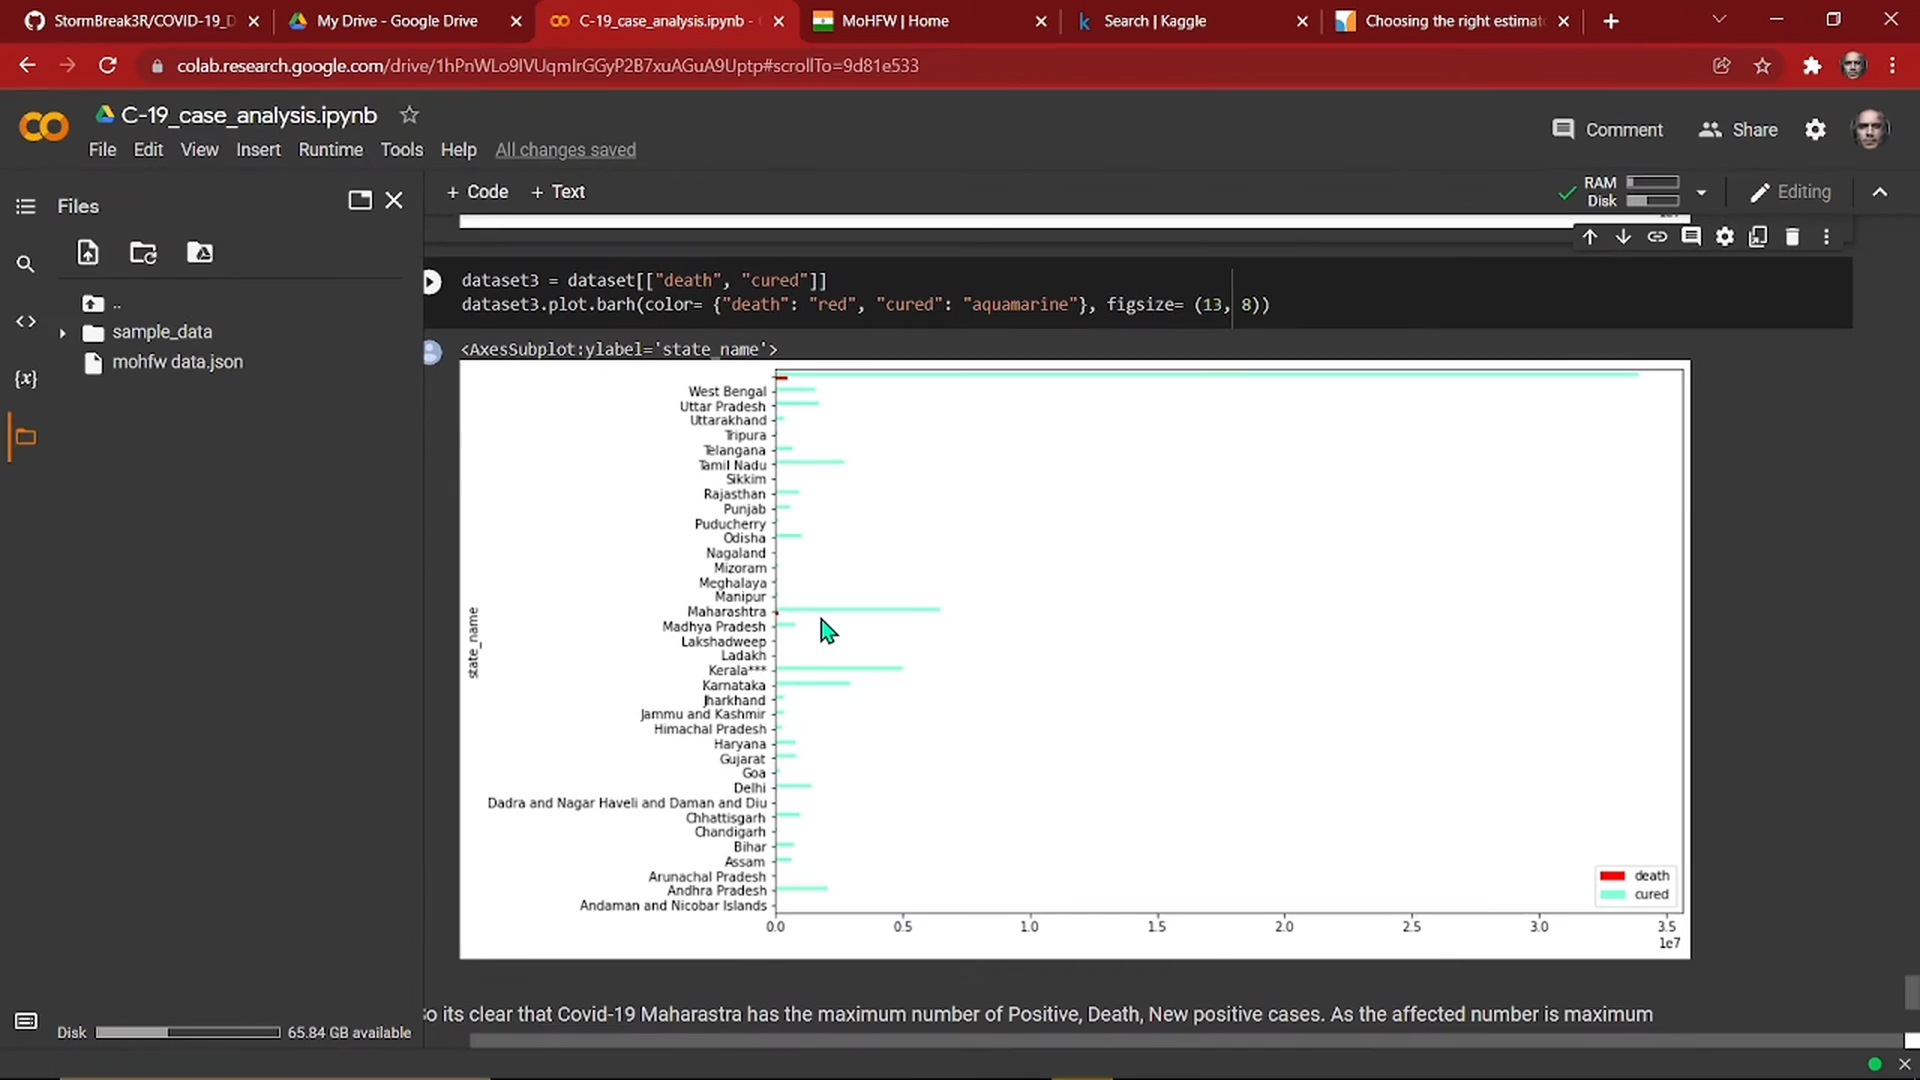 StormBreak3R/COVID-19_D
My Drive - Google Drive
C-19_case_analysis.ipynb -
MoHFW | Home
Search | Kaggle
Choosing the right estimat
colab.research.google.com/drive/1hPnWLo9IVUqmIrGGyP2B7xuAGuA9Uptp#scrollTo=9d81e533
C-19_case_analysis.ipynb
Comment
Share
File Edit View Insert Runtime Tools Help All changes saved
+ Code + Text
RAM
Disk
Editing
Files
..
sample_data
mohfw data.json
dataset3 = dataset[["death", "cured"]]
dataset3.plot.barh(color= {"death": "red", "cured": "aquamarine"}, figsize= (13, 8))
<AxesSubplot:ylabel='state_name'>
West Bengal
Uttar Pradesh
Uttarakhand
Tripura
Telangana
Tamil Nadu
Sikkim
Rajasthan
Punjab
Puducherry
Odisha
Nagaland
Mizoram
Meghalaya
Manipur
Maharashtra
Madhya Pradesh
Lakshadweep
Ladakh
Kerala***
Karnataka
Jharkhand
Jammu and Kashmir
Himachal Pradesh
Haryana
Gujarat
Goa
Delhi
Dadra and Nagar Haveli and Daman and Diu
Chhattisgarh
Chandigarh
Bihar
Assam
Arunachal Pradesh
Andhra Pradesh
Andaman and Nicobar Islands
state_name
death
cured
0.0 0.5 1.0 1.5 2.0 2.5 3.0 3.5
1e7
So its clear that Covid-19 Maharastra has the maximum number of Positive, Death, New positive cases. As the affected number is maximum
Disk 65.84 GB available